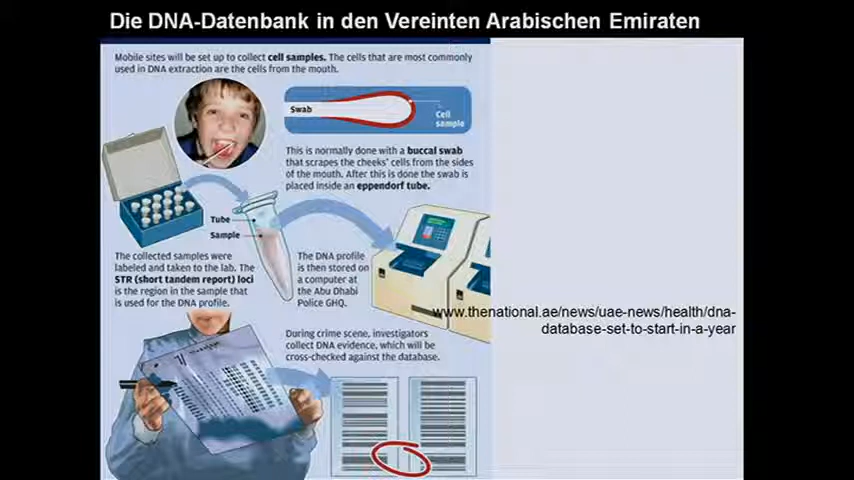 Die DNA-Datenbank in den Vereinten Arabischen Emiraten
Mobile sites will be set up to collect cell samples. The cells that are most commonly
used in DNA extraction are the cells from the mouth.
Swab
Cell
sample
This is normally done with a buccal swab
that scrapes the cheeks' cells from the sides
of the mouth. After this is done the swab is
placed inside an eppendorf tube.
Tube
Sample
The collected samples were
labeled and taken to the lab. The
STR (short tandem report) loci
is the region in the sample that
is used for the DNA profile.
The DNA profile
is then stored on
a computer at
the Abu Dhabi
Police GHQ.
www.thenational.ae/news/uae-news/health/dna-
database-set-to-start-in-a-year
During crime scene, investigators
collect DNA evidence, which will be
cross-checked against the database.